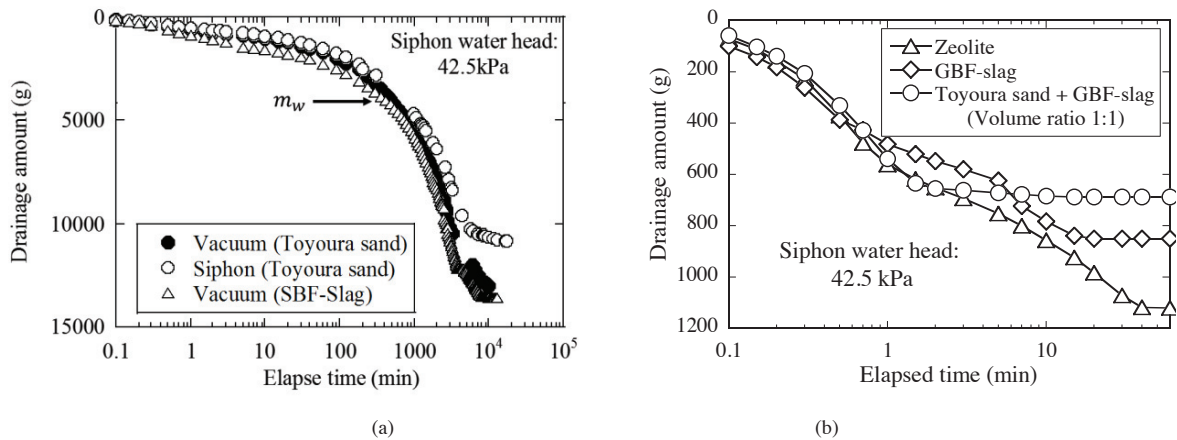 0
5000
10000
15000
Drainage amount (g)
Siphon water head:
42.5kPa
m_w
Vacuum (Toyoura sand)
Siphon (Toyoura sand)
Vacuum (SBF-Slag)
0.1 1 10 100 1000 10⁴ 10⁵
Elapse time (min)
(a)
0
200
400
600
800
1000
1200
Drainage amount (g)
Zeolite
GBF-slag
Toyoura sand + GBF-slag
(Volume ratio 1:1)
Siphon water head:
42.5 kPa
0.1 1 10
Elapsed time (min)
(b)